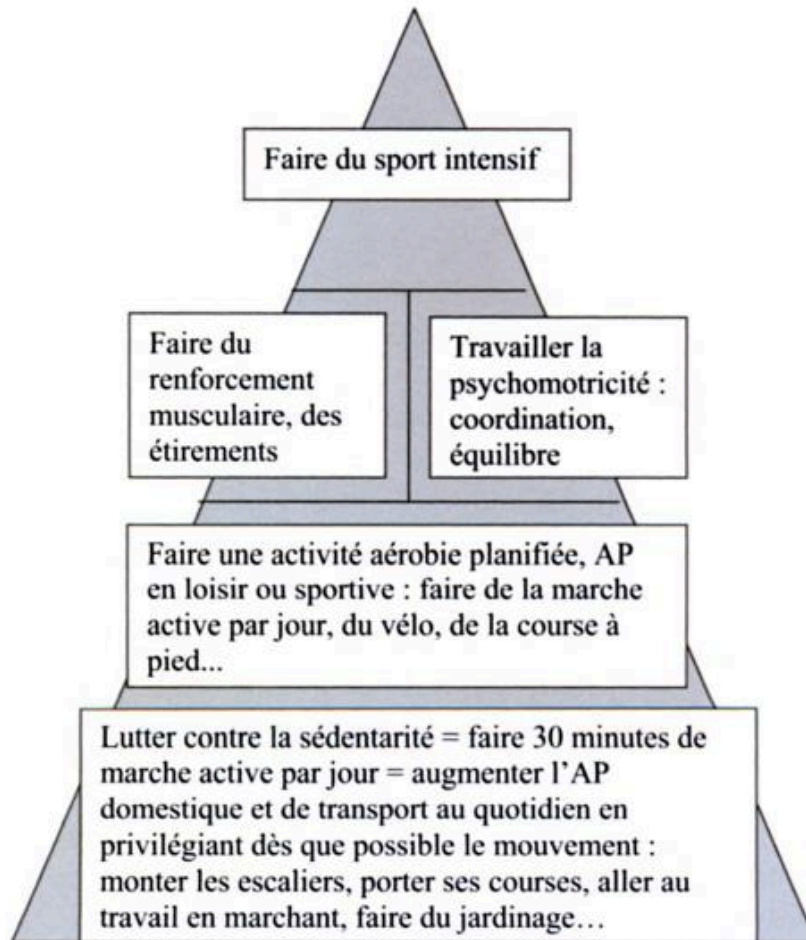 Faire du sport intensif
Faire du
renforcement
musculaire, des
étirements
Travailler la
psychomotricité :
coordination,
équilibre
Faire une activité aérobie planifiée, AP
en loisir ou sportive : faire de la marche
active par jour, du vélo, de la course à
pied...
Lutter contre la sédentarité = faire 30 minutes de
marche active par jour = augmenter l’AP
domestique et de transport au quotidien en
privilégiant dès que possible le mouvement :
monter les escaliers, porter ses courses, aller au
travail en marchant, faire du jardinage…